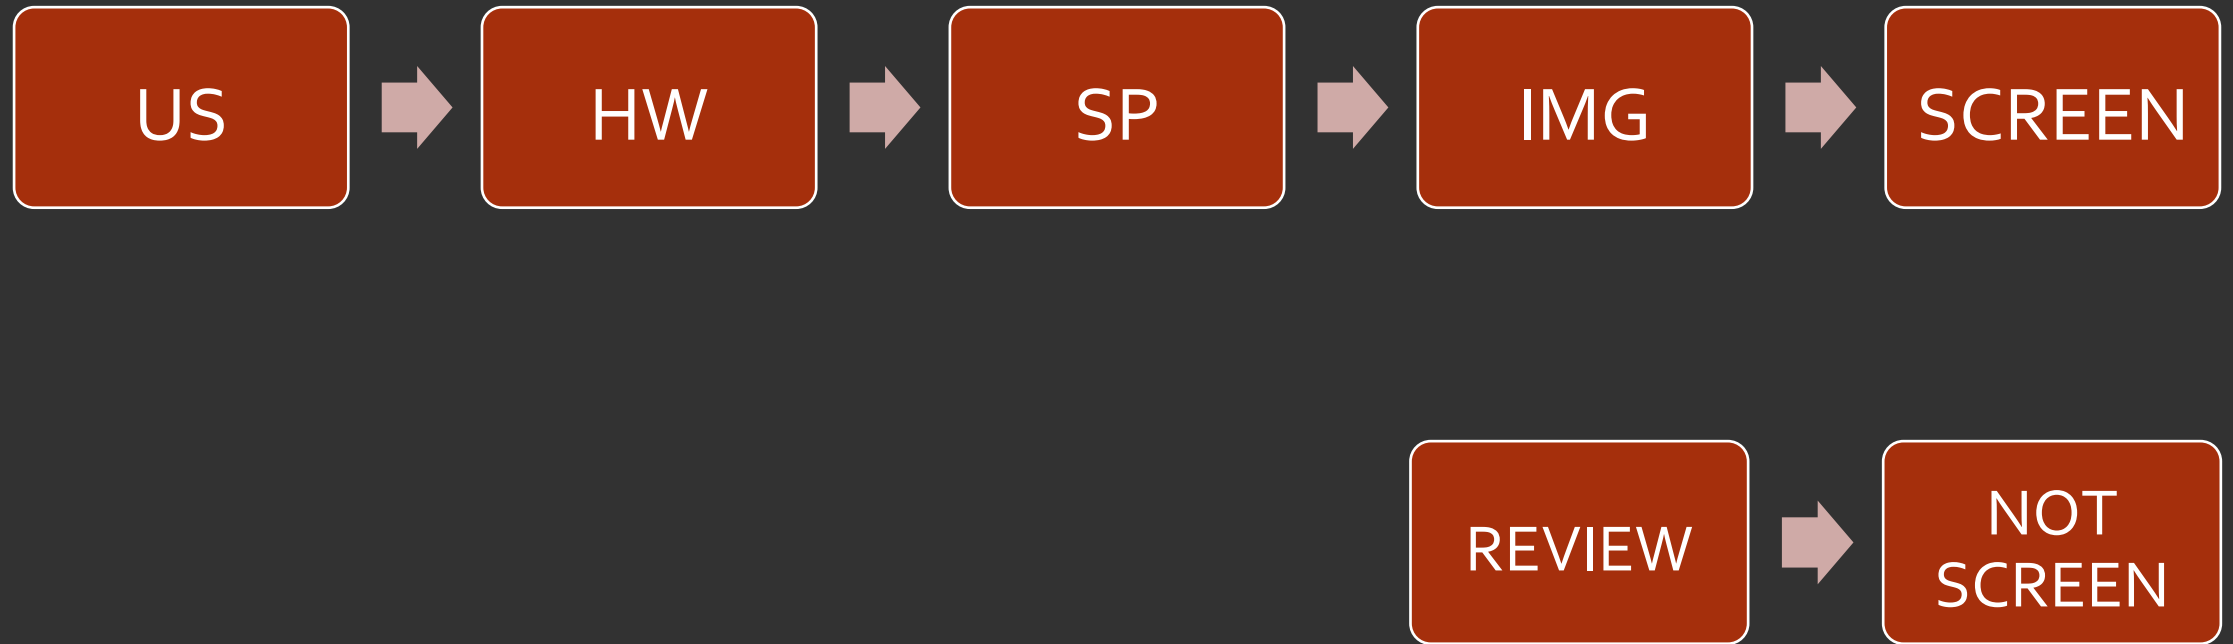 US
HW
SP
IMG
SCREEN
REVIEW
NOT
SCREEN